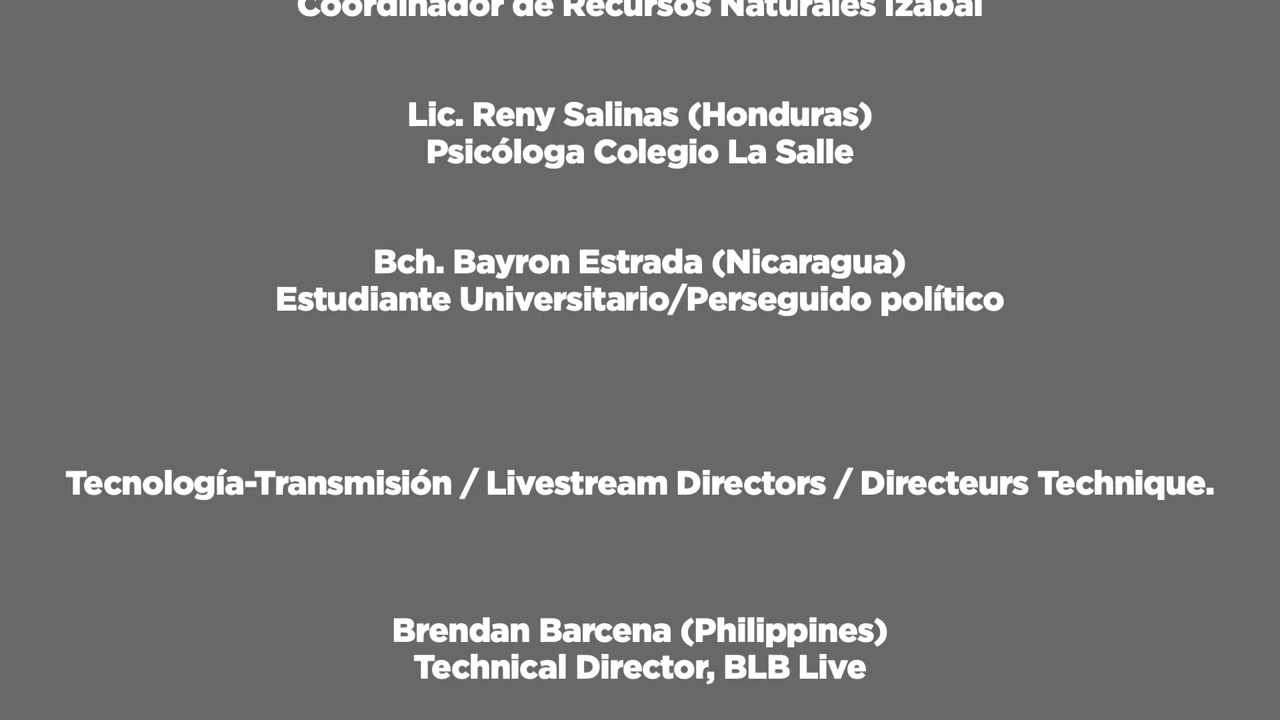 Coordinador de Recursos Naturales Izabal
Lic. Reny Salinas (Honduras)
Psicóloga Colegio La Salle
Bch. Bayron Estrada (Nicaragua)
Estudiante Universitario/Perseguido político
Tecnología-Transmisión / Livestream Directors / Directeurs Technique.
Brendan Barcena (Philippines)
Technical Director, BLB Live